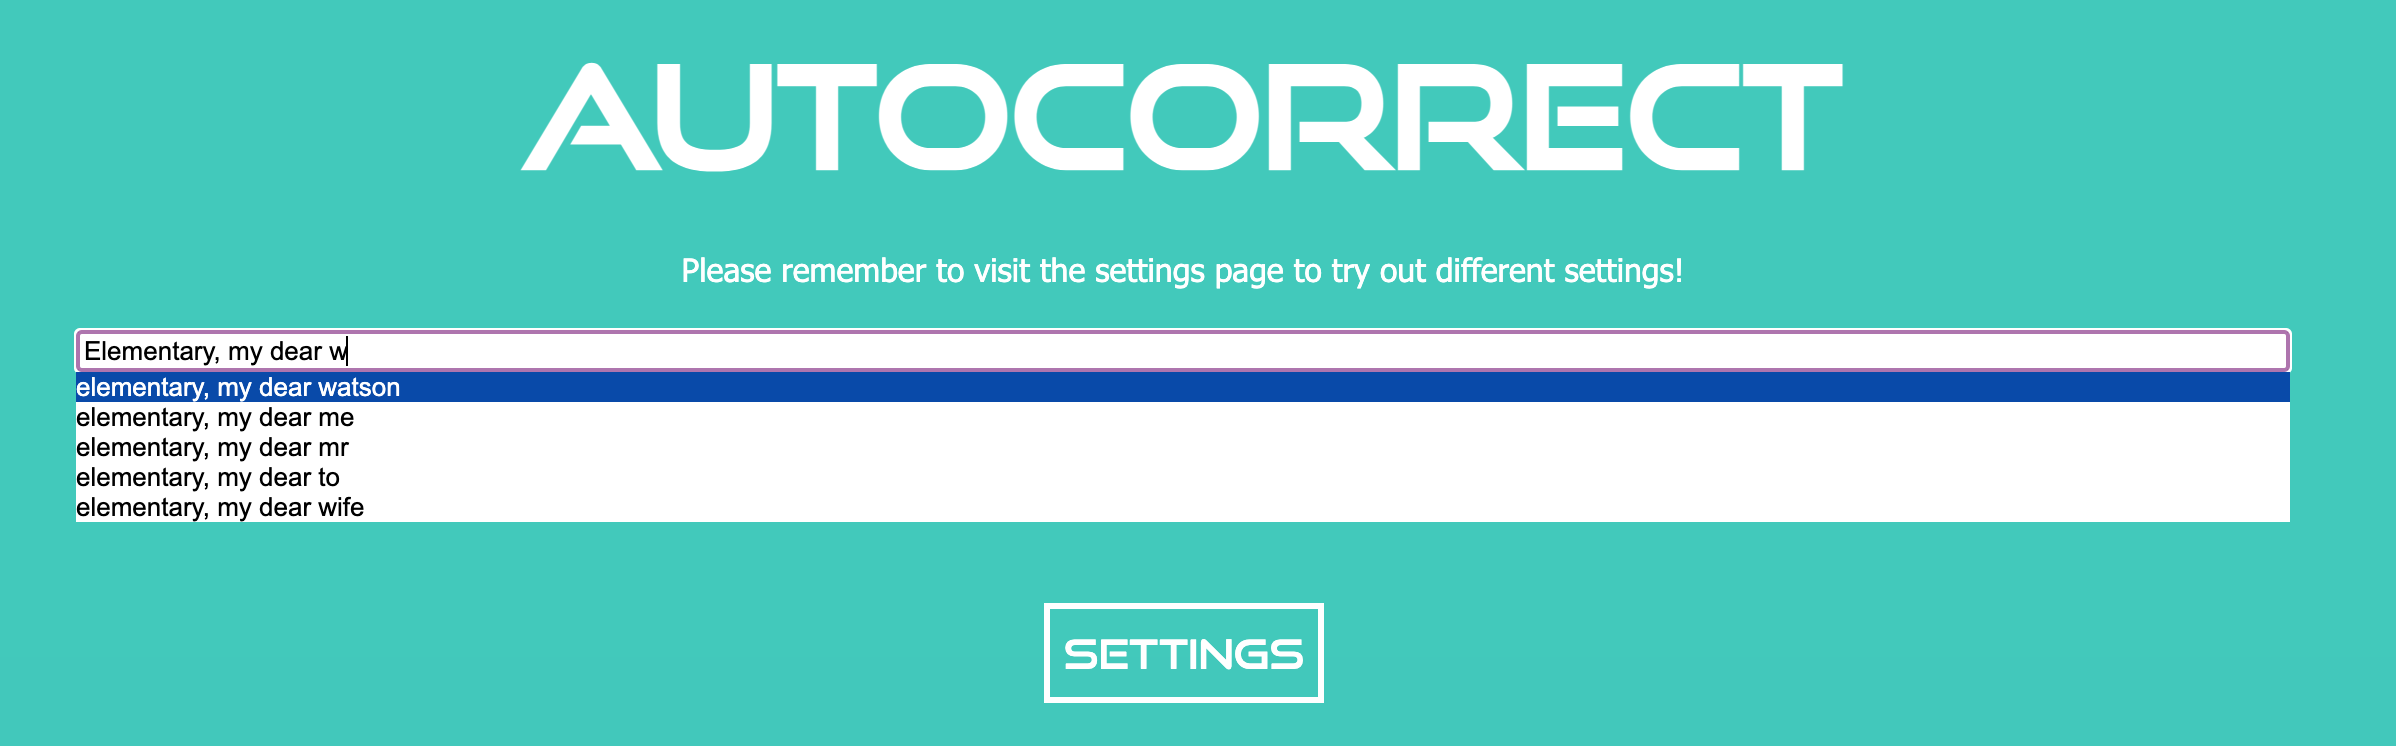 AUTOCORRECT
Please remember to visit the settings page to try out different settings!
Elementary, my dear w
elementary, my dear watson
elementary, my dear me
elementary, my dear mr
elementary, my dear to
elementary, my dear wife
SETTINGS